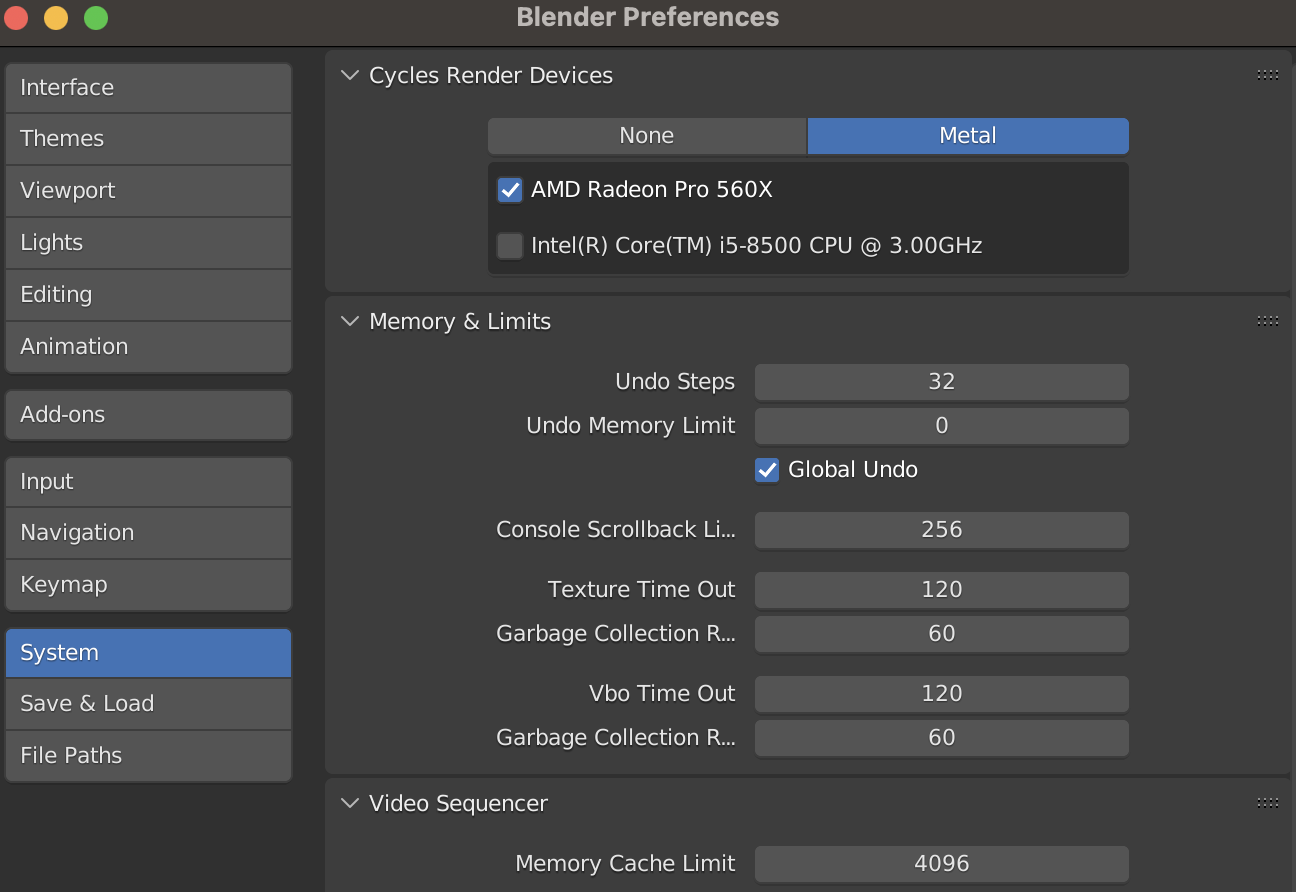 Blender Preferences
Interface
Themes
Viewport
Lights
Editing
Animation
Add-ons
Input
Navigation
Keymap
System
Save & Load
File Paths
Cycles Render Devices
None Metal
AMD Radeon Pro 560X
Intel(R) Core(TM) i5-8500 CPU @ 3.00GHz
Memory & Limits
Undo Steps 32
Undo Memory Limit 0
Global Undo
Console Scrollback Li... 256
Texture Time Out 120
Garbage Collection R... 60
Vbo Time Out 120
Garbage Collection R... 60
Video Sequencer
Memory Cache Limit 4096